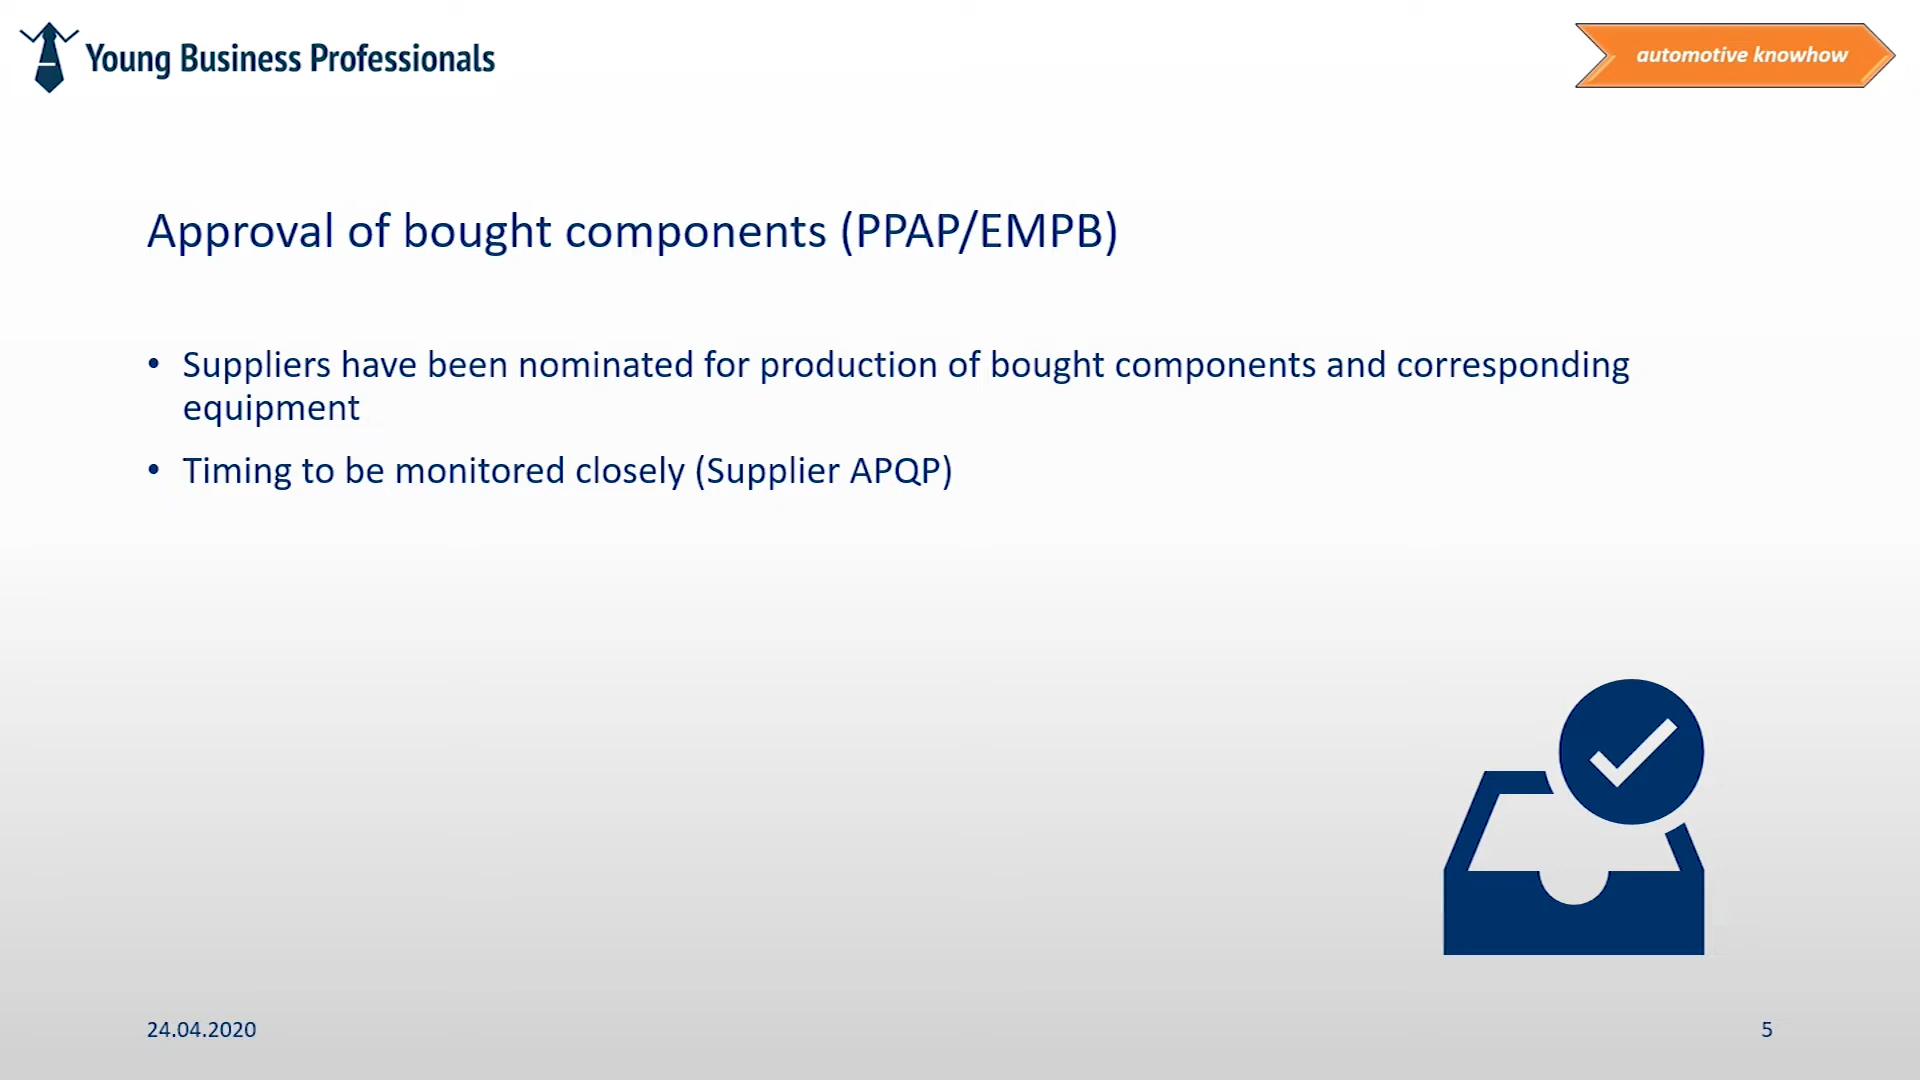 Young Business Professionals
automotive knowhow
Approval of bought components (PPAP/EMPB)
• Suppliers have been nominated for production of bought components and corresponding
equipment
• Timing to be monitored closely (Supplier APQP)
24.04.2020
5